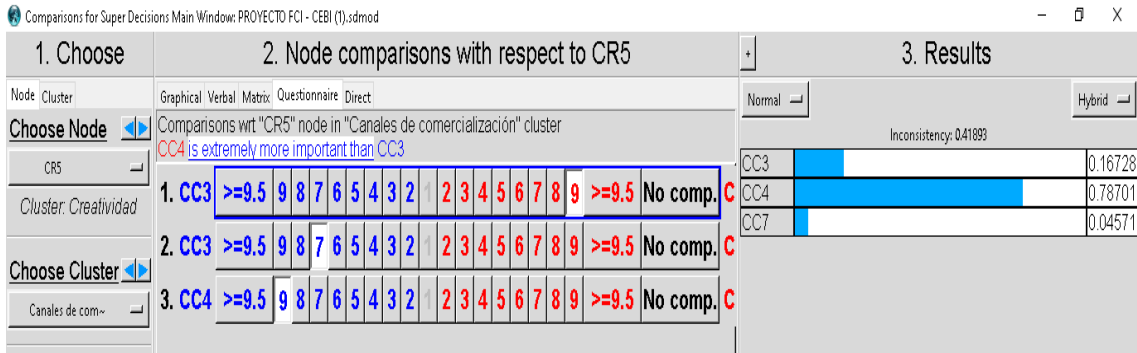 Comparisons for Super Decisions Main Window: PROYECTO FCI - CEBI (1).sdmod
1. Choose
2. Node comparisons with respect to CR5
+ 3. Results
Node Cluster
Graphical Verbal Matrix Questionnaire Direct
Normal Hybrid
Choose Node
Comparisons wrt "CR5" node in "Canales de comercialización" cluster
CC4 is extremely more important than CC3
Inconsistency: 0.41893
CR5
Cluster: Creatividad
1. CC3 >=9.5 9 8 7 6 5 4 3 2 1 2 3 4 5 6 7 8 9 >=9.5 No comp. C
2. CC3 >=9.5 9 8 7 6 5 4 3 2 1 2 3 4 5 6 7 8 9 >=9.5 No comp. C
3. CC4 >=9.5 9 8 7 6 5 4 3 2 1 2 3 4 5 6 7 8 9 >=9.5 No comp. C
CC3 0.16728
CC4 0.78701
CC7 0.04571
Choose Cluster
Canales de com~